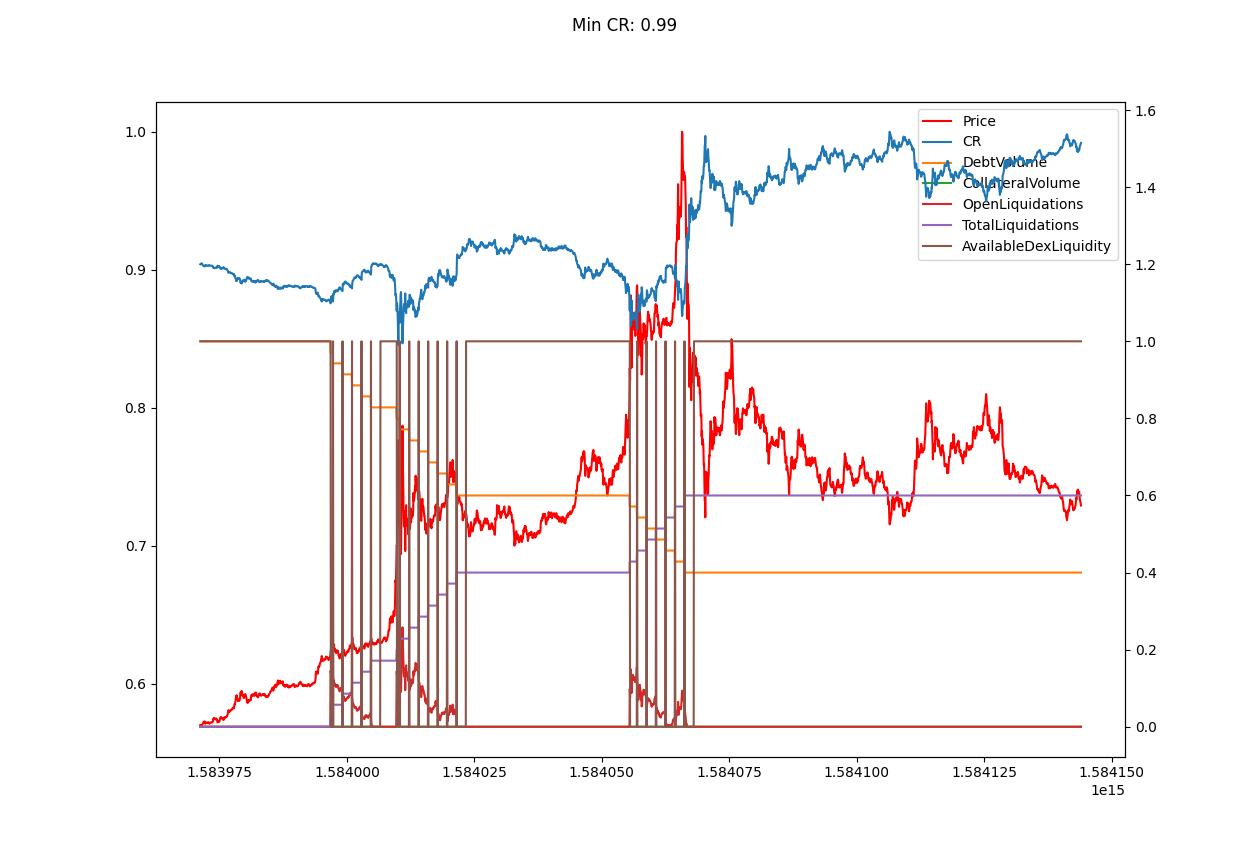 Min CR: 0.99
1.0
0.9
0.8
0.7
0.6
1.6
1.4
1.2
1.0
0.8
0.6
0.4
0.2
0.0
Price
CR
DebtVolume
CollateralVolume
OpenLiquidations
TotalLiquidations
AvailableDexLiquidity
1.583975 1.584000 1.584025 1.584050 1.584075 1.584100 1.584125 1.584150
1e15